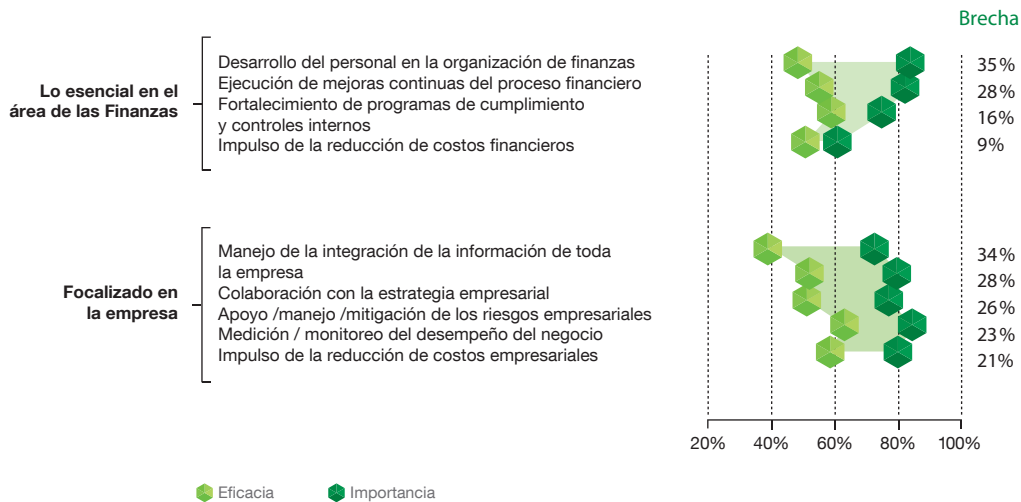 Brecha
Lo esencial en el
área de las Finanzas
Desarrollo del personal en la organización de finanzas
Ejecución de mejoras continuas del proceso financiero
Fortalecimiento de programas de cumplimiento
y controles internos
Impulso de la reducción de costos financieros
35%
28%
16%
9%
Focalizado en
la empresa
Manejo de la integración de la información de toda
la empresa
Colaboración con la estrategia empresarial
Apoyo /manejo /mitigación de los riesgos empresariales
Medición / monitoreo del desempeño del negocio
Impulso de la reducción de costos empresariales
34%
28%
26%
23%
21%
20% 40% 60% 80% 100%
Eficacia Importancia